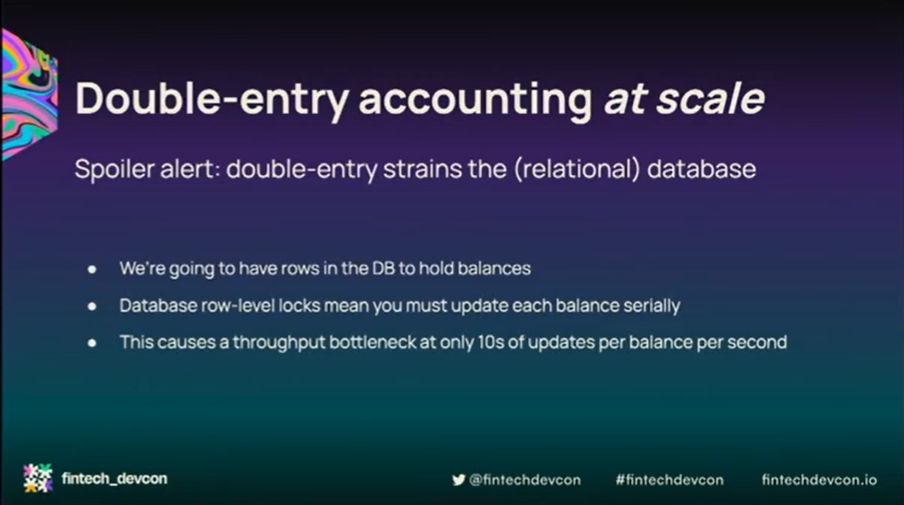 Double-entry accounting at scale
Spoiler alert: double-entry strains the (relational) database
● We're going to have rows in the DB to hold balances
● Database row-level locks mean you must update each balance serially
● This causes a throughput bottleneck at only 10s of updates per balance per second
fintech_devcon
@fintechdevcon
#fintechdevcon
fintechdevcon.io